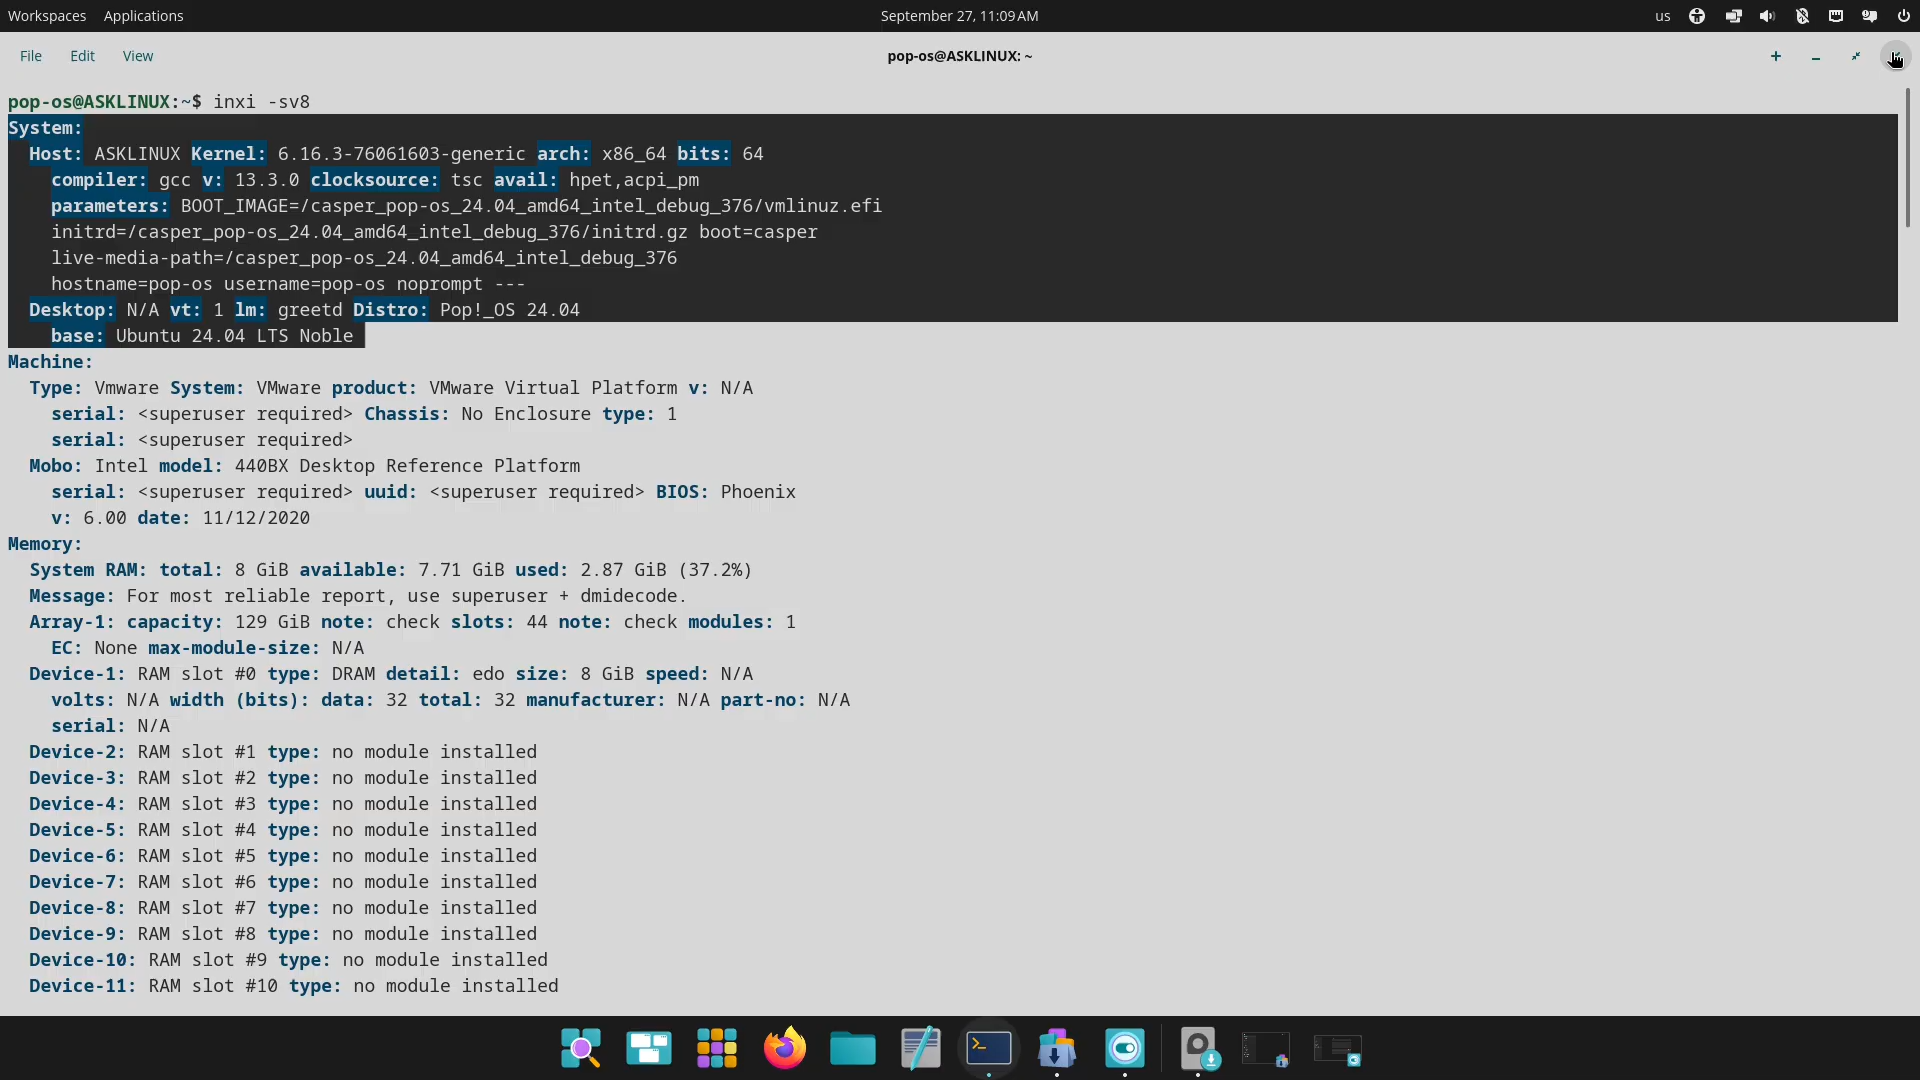 Workspaces Applications September 27, 11:09 AM us
File Edit View pop-os@ASKLINUX: ~
pop-os@ASKLINUX:~$ inxi -sv8
System:
Host: ASKLINUX Kernel: 6.16.3-76061603-generic arch: x86_64 bits: 64
compiler: gcc v: 13.3.0 clocksource: tsc avail: hpet,acpi_pm
parameters: BOOT_IMAGE=/casper_pop-os_24.04_amd64_intel_debug_376/vmlinuz.efi
initrd=/casper_pop-os_24.04_amd64_intel_debug_376/initrd.gz boot=casper
live-media-path=/casper_pop-os_24.04_amd64_intel_debug_376
hostname=pop-os username=pop-os noprompt ---
Desktop: N/A vt: 1 lm: greetd Distro: Pop!_OS 24.04
base: Ubuntu 24.04 LTS Noble
Machine:
Type: Vmware System: VMware product: VMware Virtual Platform v: N/A
serial: <superuser required> Chassis: No Enclosure type: 1
serial: <superuser required>
Mobo: Intel model: 440BX Desktop Reference Platform
serial: <superuser required> uuid: <superuser required> BIOS: Phoenix
v: 6.00 date: 11/12/2020
Memory:
System RAM: total: 8 GiB available: 7.71 GiB used: 2.87 GiB (37.2%)
Message: For most reliable report, use superuser + dmidecode.
Array-1: capacity: 129 GiB note: check slots: 44 note: check modules: 1
EC: None max-module-size: N/A
Device-1: RAM slot #0 type: DRAM detail: edo size: 8 GiB speed: N/A
volts: N/A width (bits): data: 32 total: 32 manufacturer: N/A part-no: N/A
serial: N/A
Device-2: RAM slot #1 type: no module installed
Device-3: RAM slot #2 type: no module installed
Device-4: RAM slot #3 type: no module installed
Device-5: RAM slot #4 type: no module installed
Device-6: RAM slot #5 type: no module installed
Device-7: RAM slot #6 type: no module installed
Device-8: RAM slot #7 type: no module installed
Device-9: RAM slot #8 type: no module installed
Device-10: RAM slot #9 type: no module installed
Device-11: RAM slot #10 type: no module installed